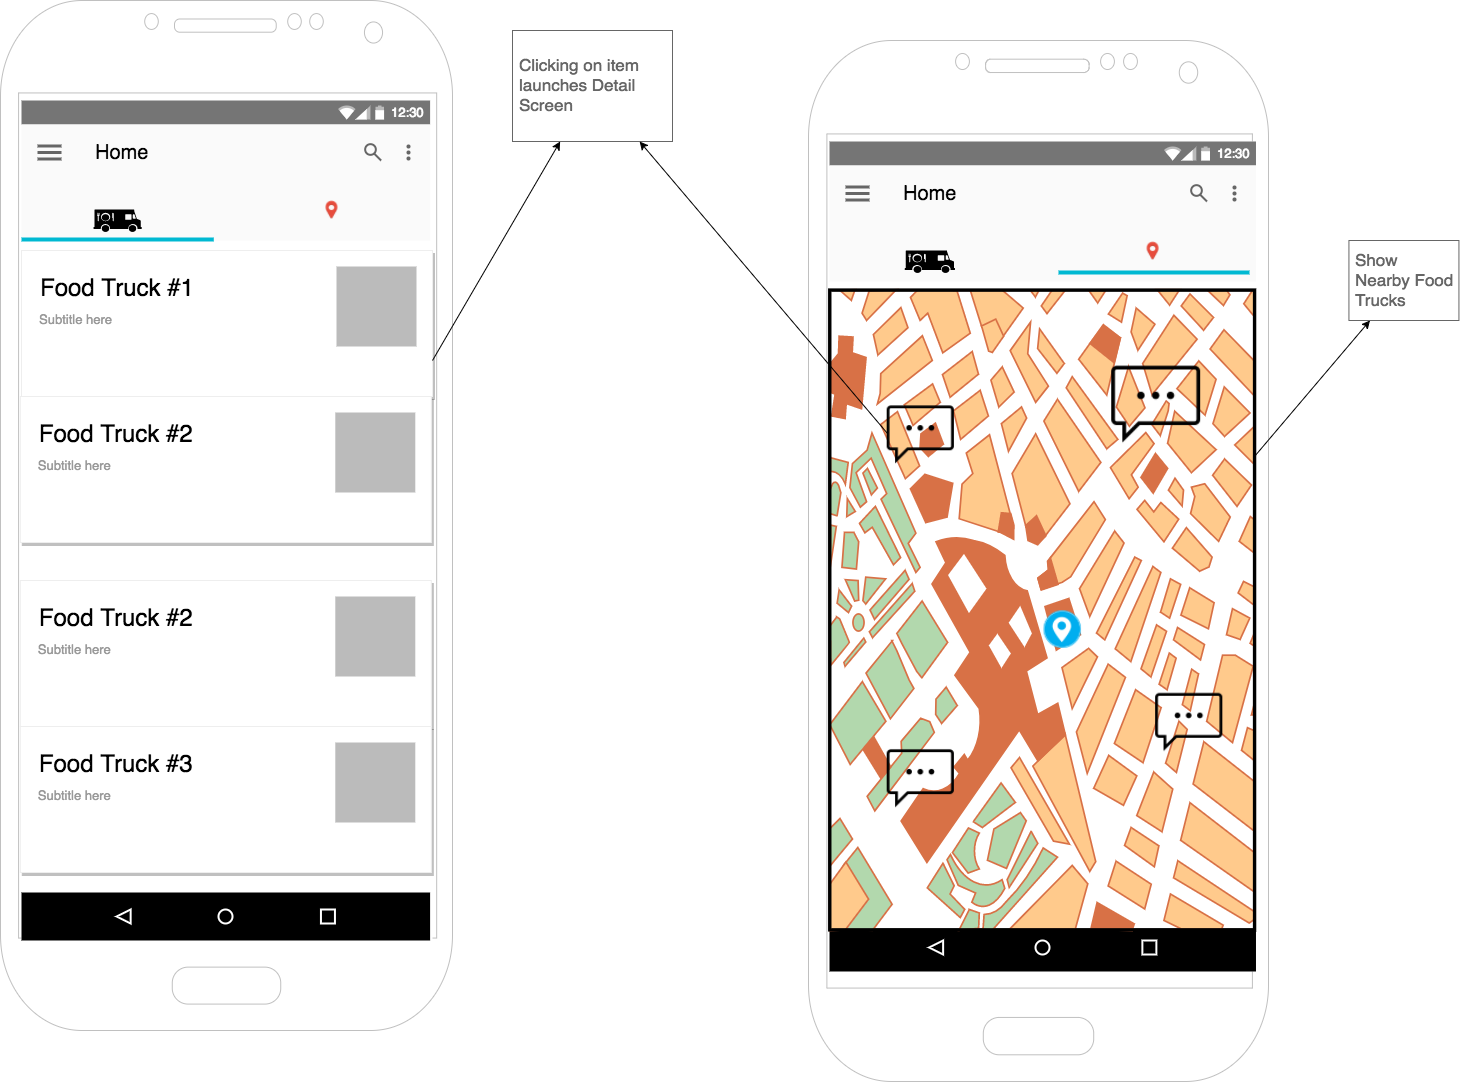 12:30
Home
Food Truck #1
Subtitle here
Food Truck #2
Subtitle here
Food Truck #2
Subtitle here
Food Truck #3
Subtitle here
Clicking on item
launches Detail
Screen
12:30
Home
Show
Nearby Food
Trucks